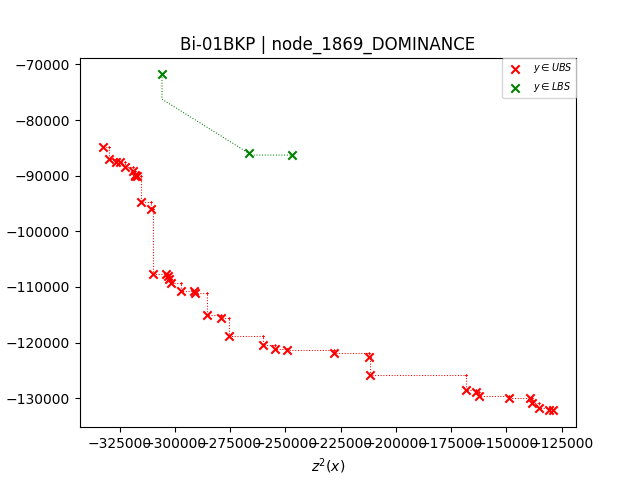 Bi-01BKP | node_1869_DOMINANCE
y ∈ UBS
y ∈ LBS
−70000
−80000
−90000
−100000
−110000
−120000
−130000
−325000−300000−275000−250000−225000−200000−175000−150000−125000
z²(x)